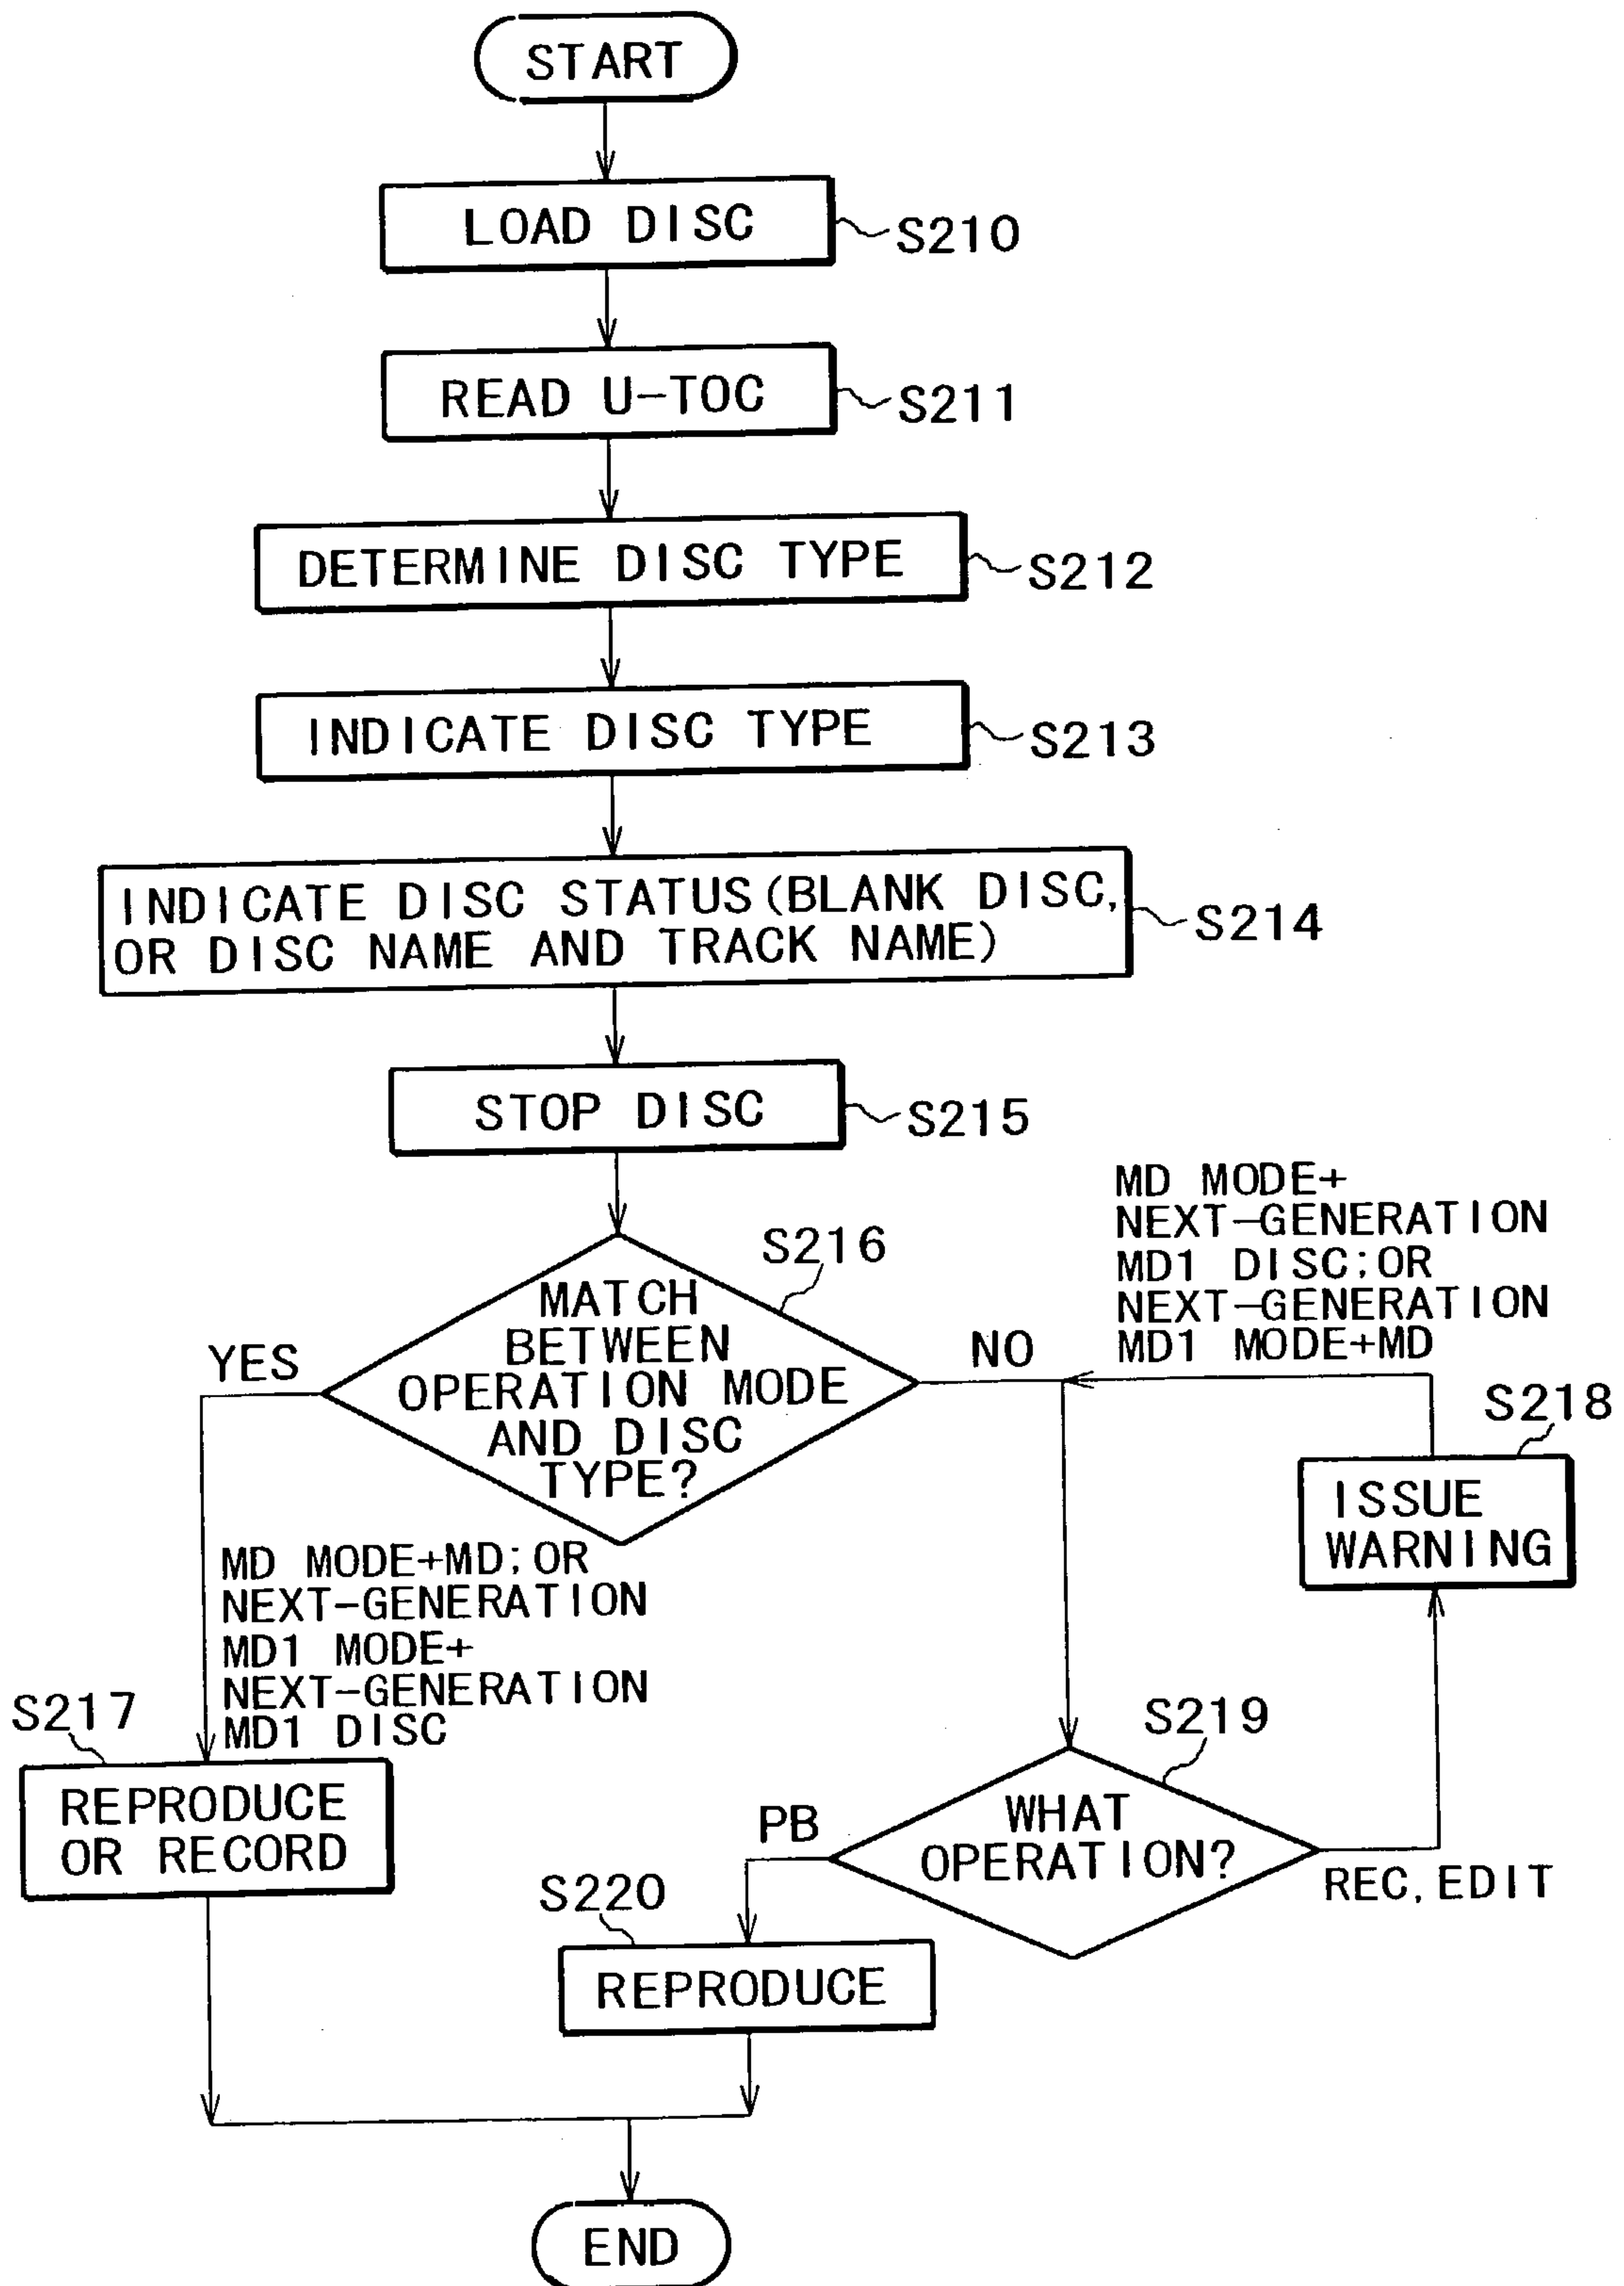 START
LOAD DISC
S210
READ U-TOC
S211
DETERMINE DISC TYPE
S212
INDICATE DISC TYPE
S213
INDICATE DISC STATUS(BLANK DISC,
OR DISC NAME AND TRACK NAME)
S214
STOP DISC
S215
S216
MATCH
BETWEEN
OPERATION MODE
AND DISC
TYPE?
YES
NO
MD MODE+
NEXT-GENERATION
MD1 DISC;OR
NEXT-GENERATION
MD1 MODE+MD
S218
ISSUE
WARNING
MD MODE+MD;OR
NEXT-GENERATION
MD1 MODE+
NEXT-GENERATION
MD1 DISC
S217
REPRODUCE
OR RECORD
S219
WHAT
OPERATION?
PB
REC,EDIT
S220
REPRODUCE
END